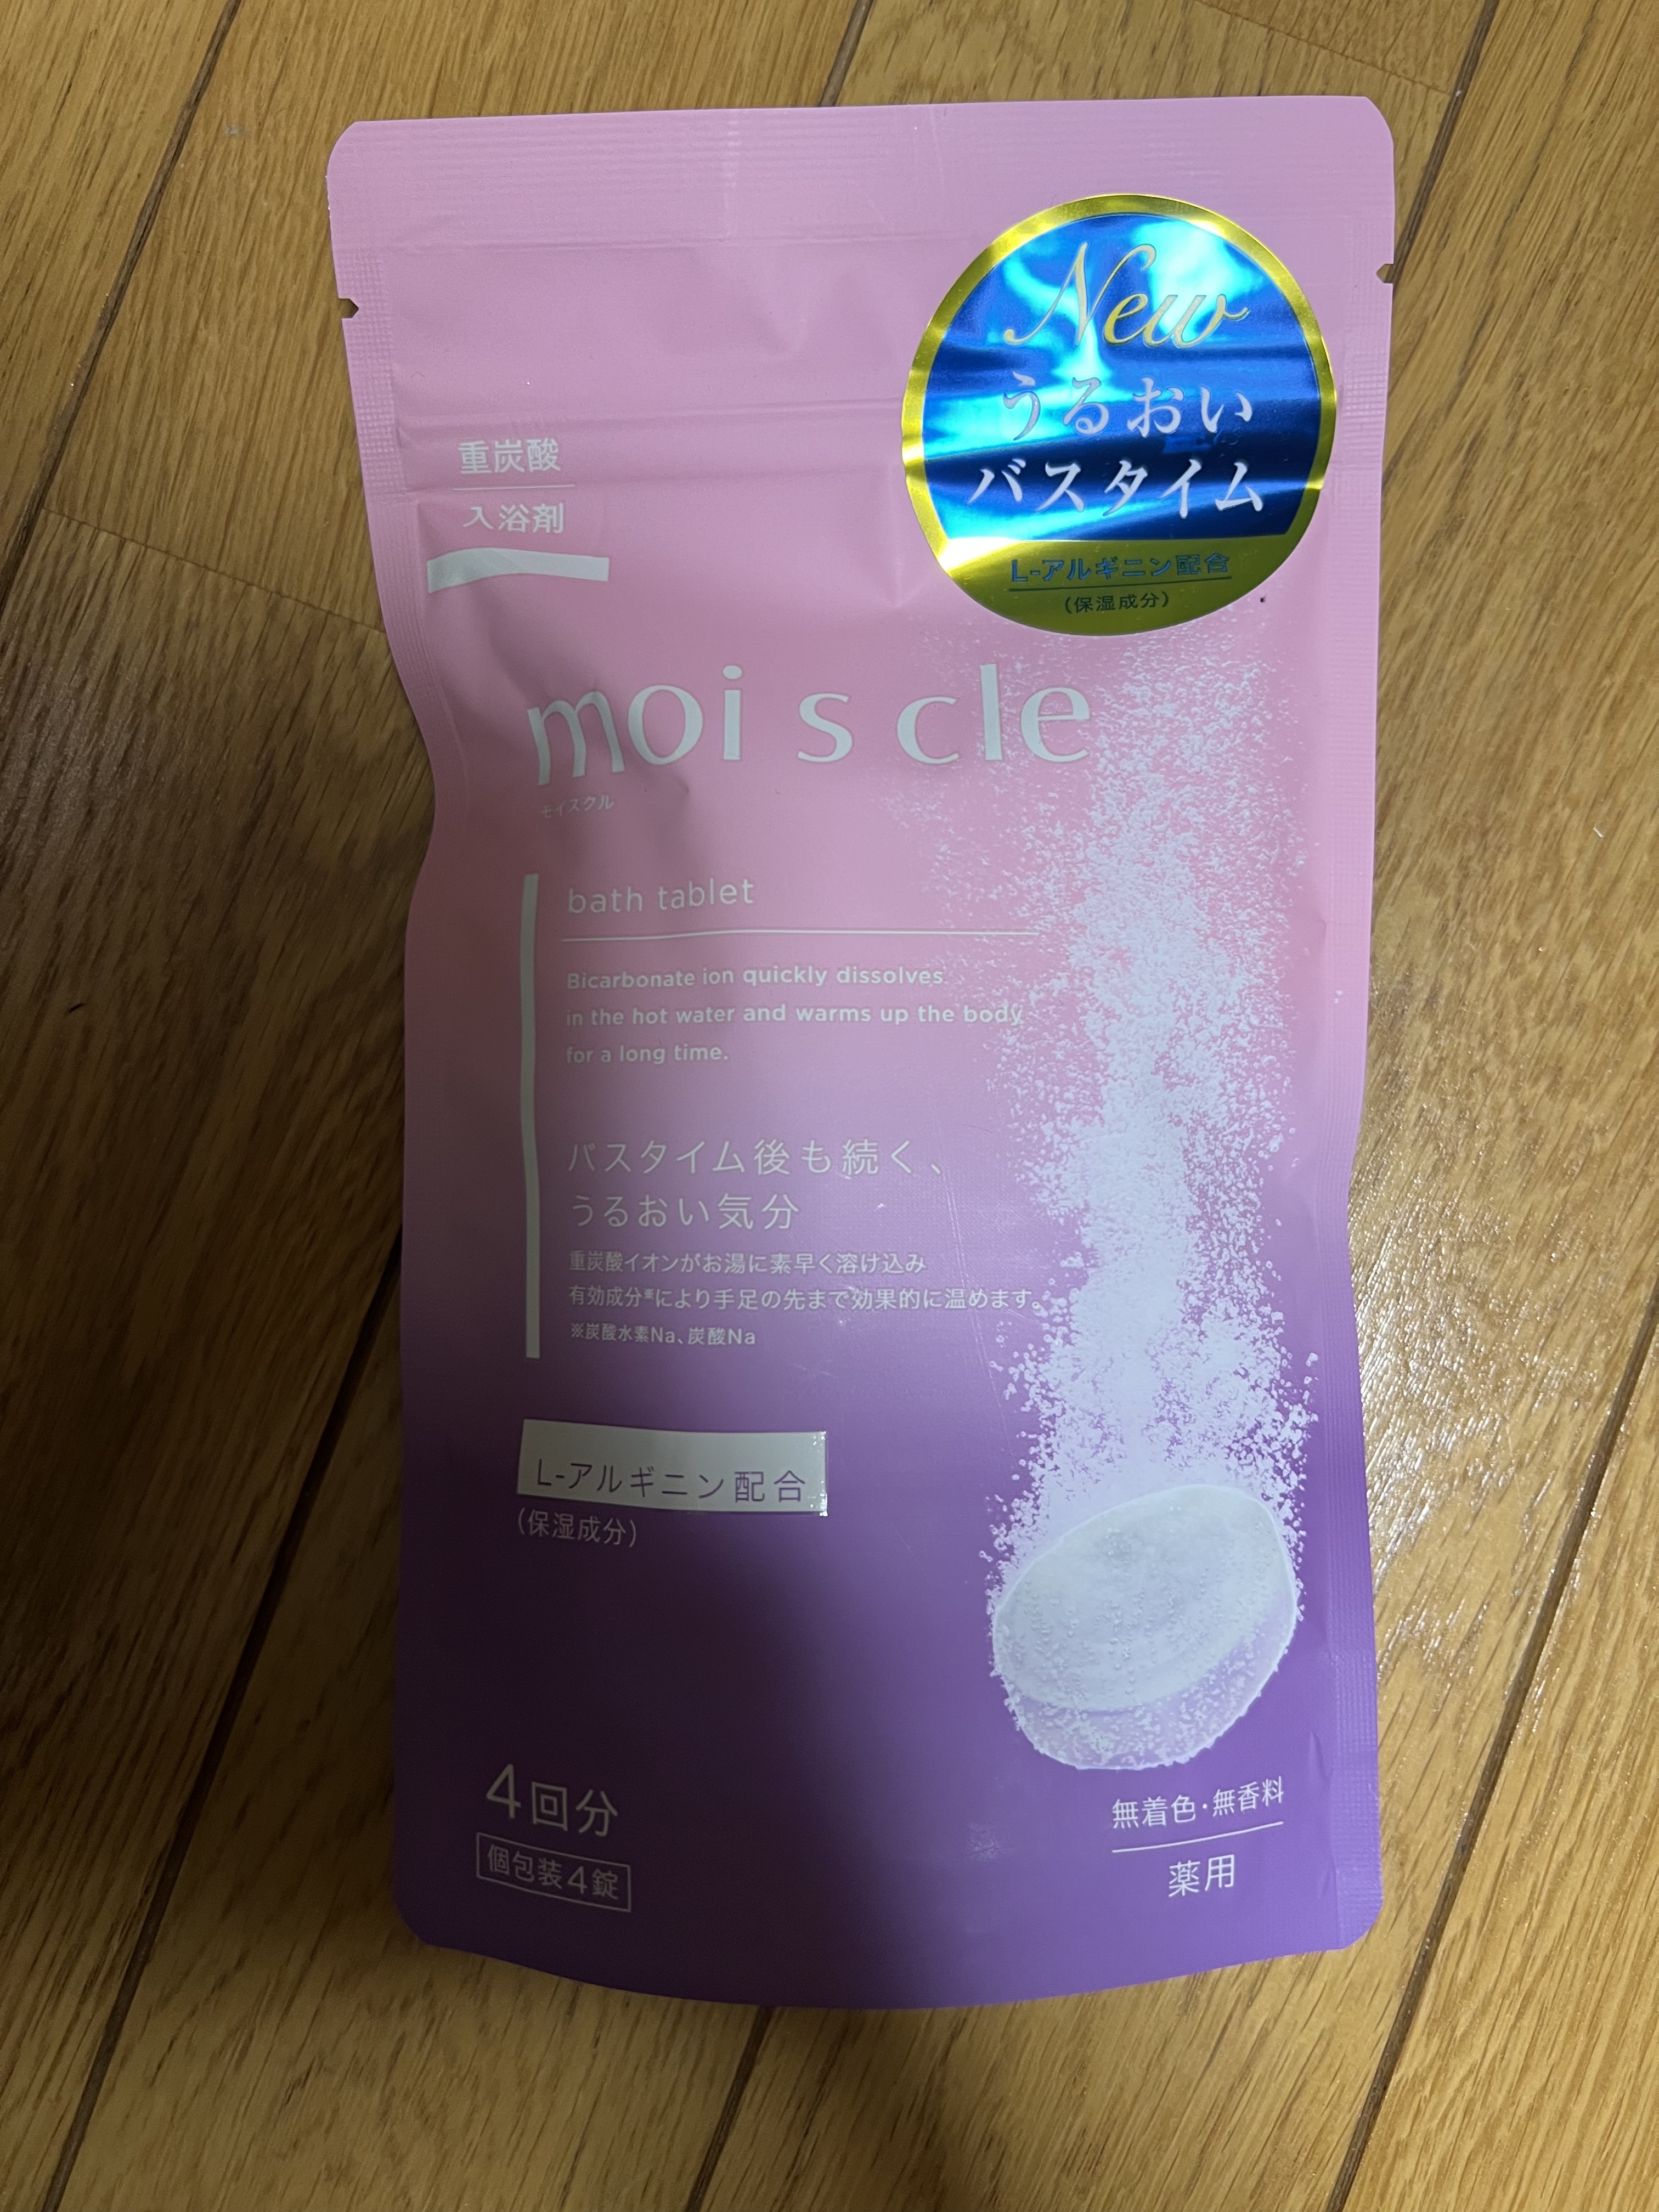 New
うるおい
バスタイム
L-アルギニン配合
(保湿成分)
重炭酸
入浴剤
moi s cle
モイスクル
bath tablet
Bicarbonate ion quickly dissolves
in the hot water and warms up the body
for a long time.
バスタイム後も続く、
うるおい気分
重炭酸イオンがお湯に素早く溶け込み
有効成分※により手足の先まで効果的に温めます。
※炭酸水素Na、炭酸Na
L-アルギニン配合
(保湿成分)
4回分
個包装4錠
無着色・無香料
薬用